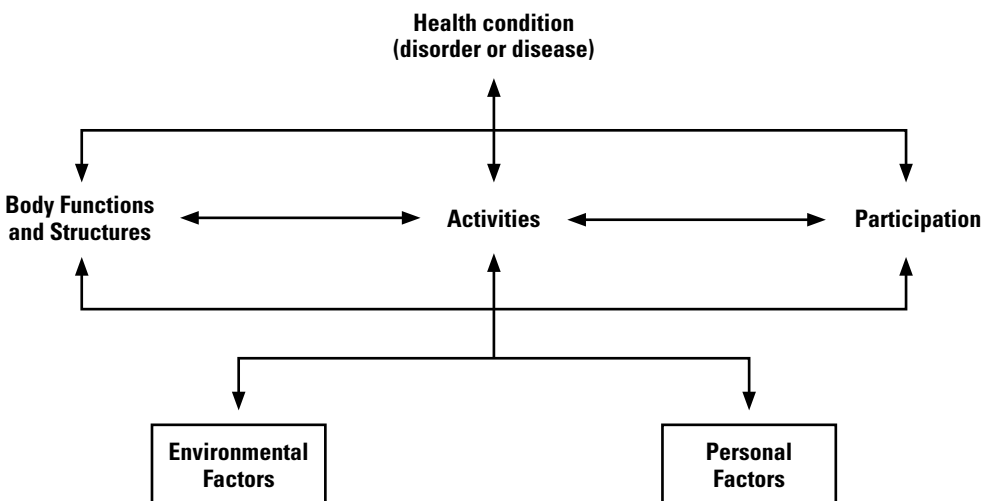 Health condition
(disorder or disease)
Body Functions
and Structures
Activities
Participation
Environmental
Factors
Personal
Factors